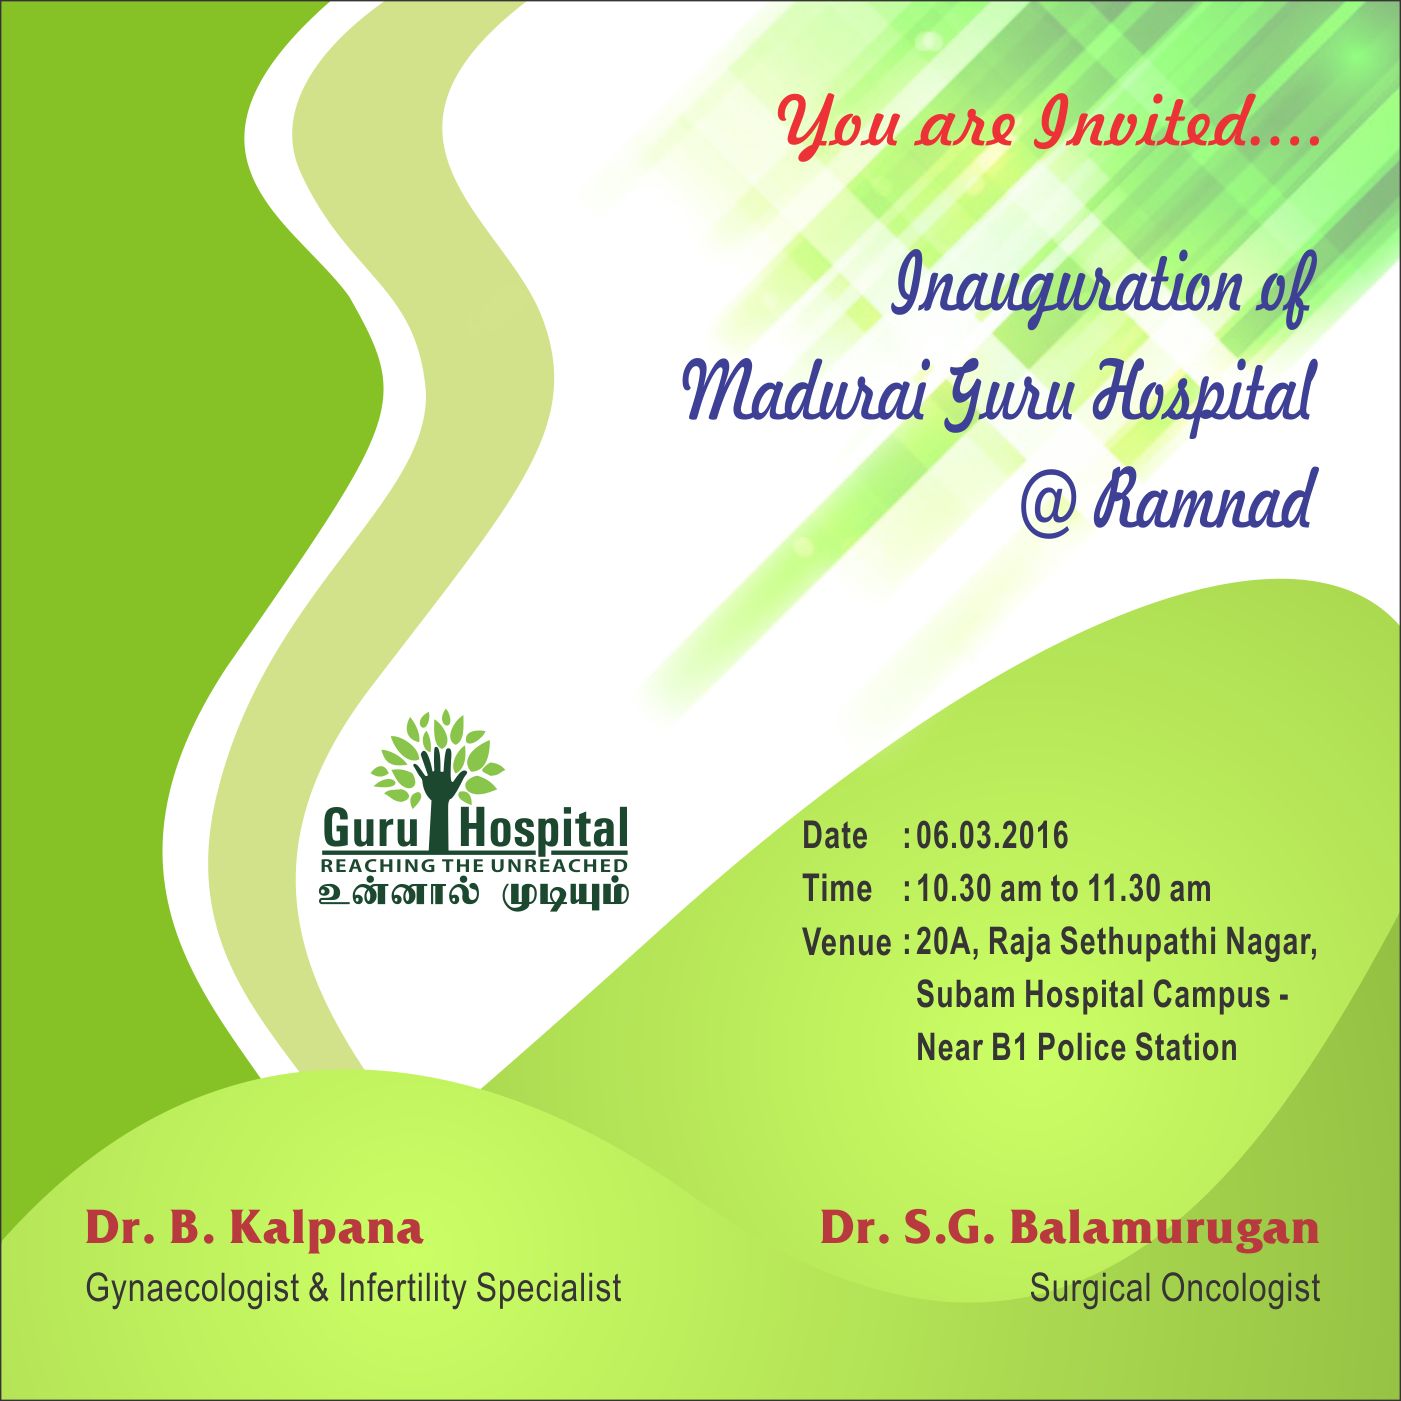 You are Invited....
Inauguration of
Madurai Guru Hospital
@ Ramnad
Guru Hospital
REACHING THE UNREACHED
உன்னால் முடியும்
Date : 06.03.2016
Time : 10.30 am to 11.30 am
Venue : 20A, Raja Sethupathi Nagar,
Subam Hospital Campus -
Near B1 Police Station
Dr. B. Kalpana
Gynaecologist & Infertility Specialist
Dr. S.G. Balamurugan
Surgical Oncologist